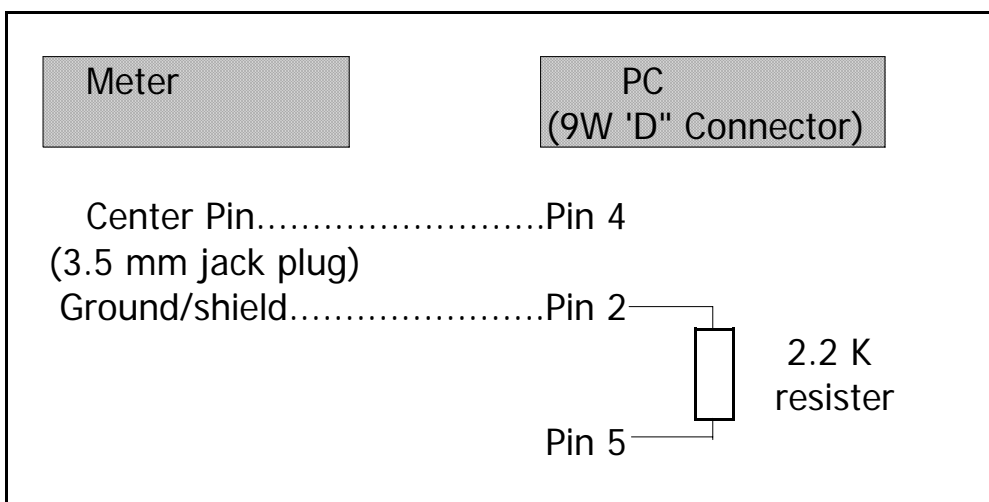 Meter
PC
(9W 'D" Connector)
Center Pin..........................Pin 4
(3.5 mm jack plug)
Ground/shield.......................Pin 2
2.2 K
resister
Pin 5